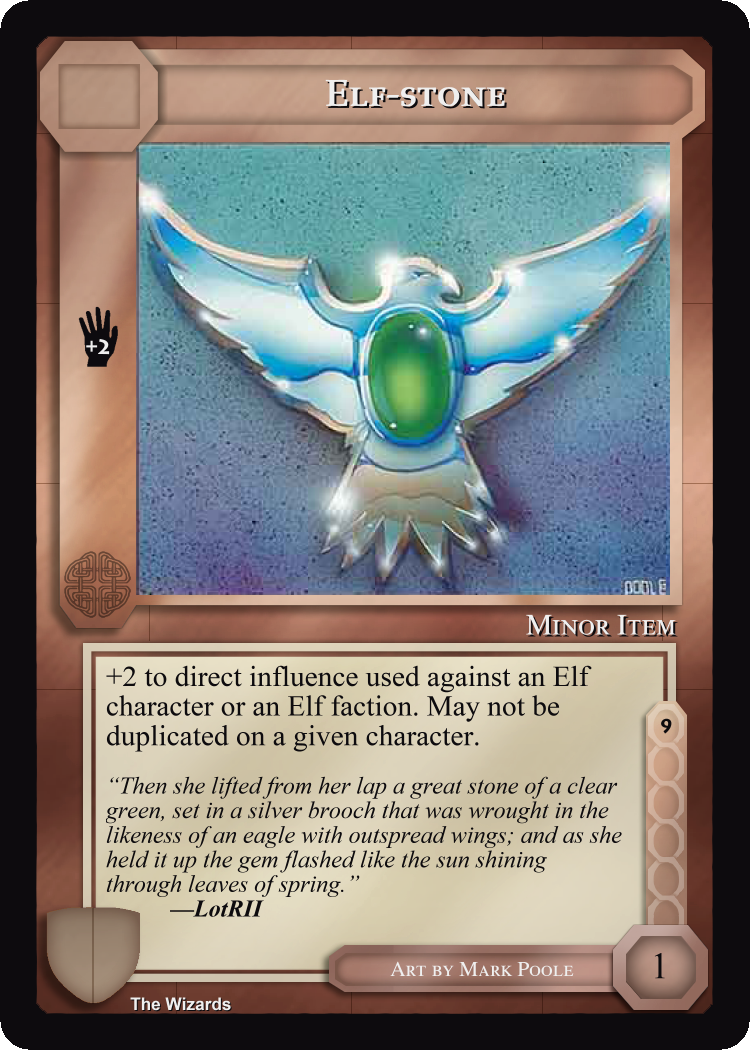 Elf-stone
+2
POOLE
Minor Item
+2 to direct influence used against an Elf
character or an Elf faction. May not be
duplicated on a given character.
9
“Then she lifted from her lap a great stone of a clear
green, set in a silver brooch that was wrought in the
likeness of an eagle with outspread wings; and as she
held it up the gem flashed like the sun shining
through leaves of spring.”
—LotRII
Art by Mark Poole
1
The Wizards